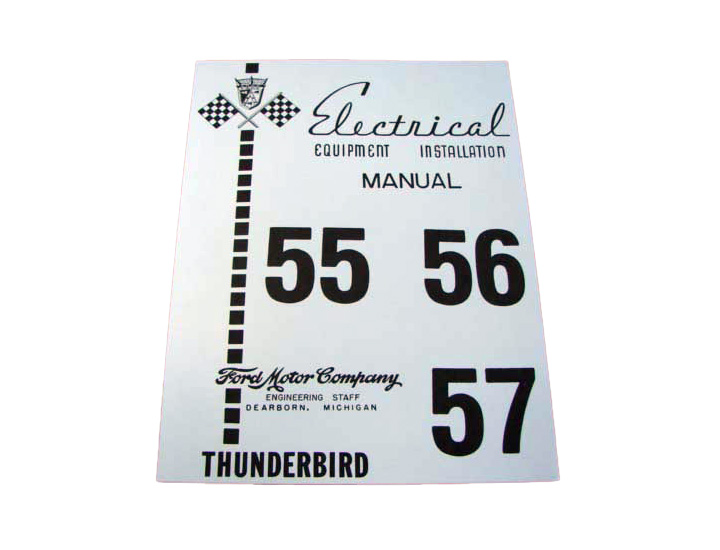 Electrical
EQUIPMENT INSTALLATION
MANUAL
55 56
57
Ford Motor Company
ENGINEERING STAFF
DEARBORN, MICHIGAN
THUNDERBIRD